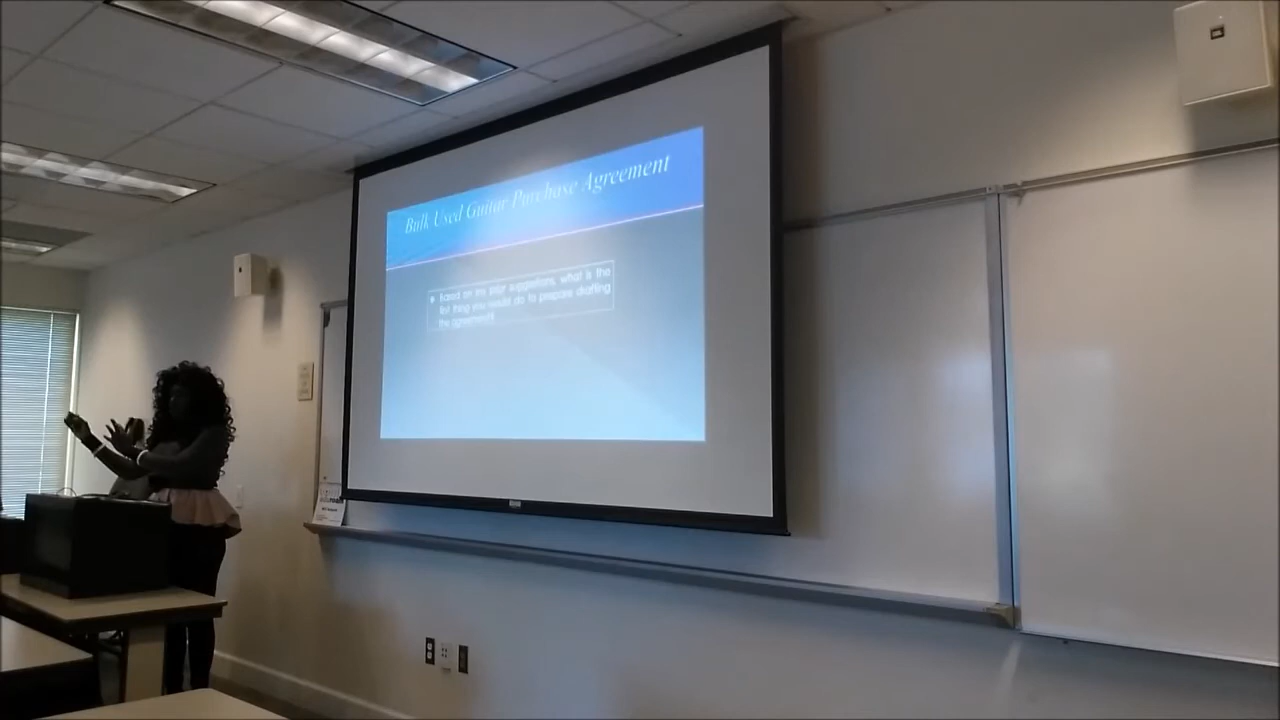 Bulk Used Guitar Purchase Agreement
Based on my prior suggestions, what is the
first thing you would do to prepare drafting
the agreement?